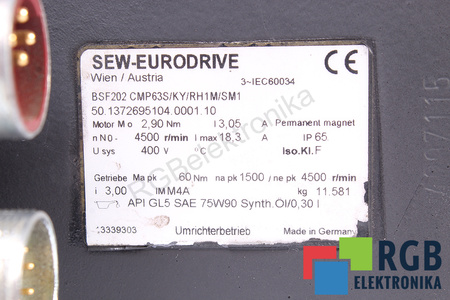 SEW-EURODRIVE CE
Wien / Austria 3~IEC60034
BSF202 CMP63S/KY/RH1M/SM1
50.1372695104.0001.10
Motor Mo 2,90 Nm I 3,05 A Permanent magnet
n N0- 4500 r/min I max 18,3 A IP 65
U sys 400 V ~ Iso.Kl.F
Getriebe Ma pk 60 Nm na pk 1500 / ne pk 4500 r/min
i 3,00 IM M4A kg 11.581
API GL5 SAE 75W90 Synth.Öl/0,30 l
13339303 Umrichterbetrieb Made in Germany
RGBelektronika
RGB
ELEKTRONIKA